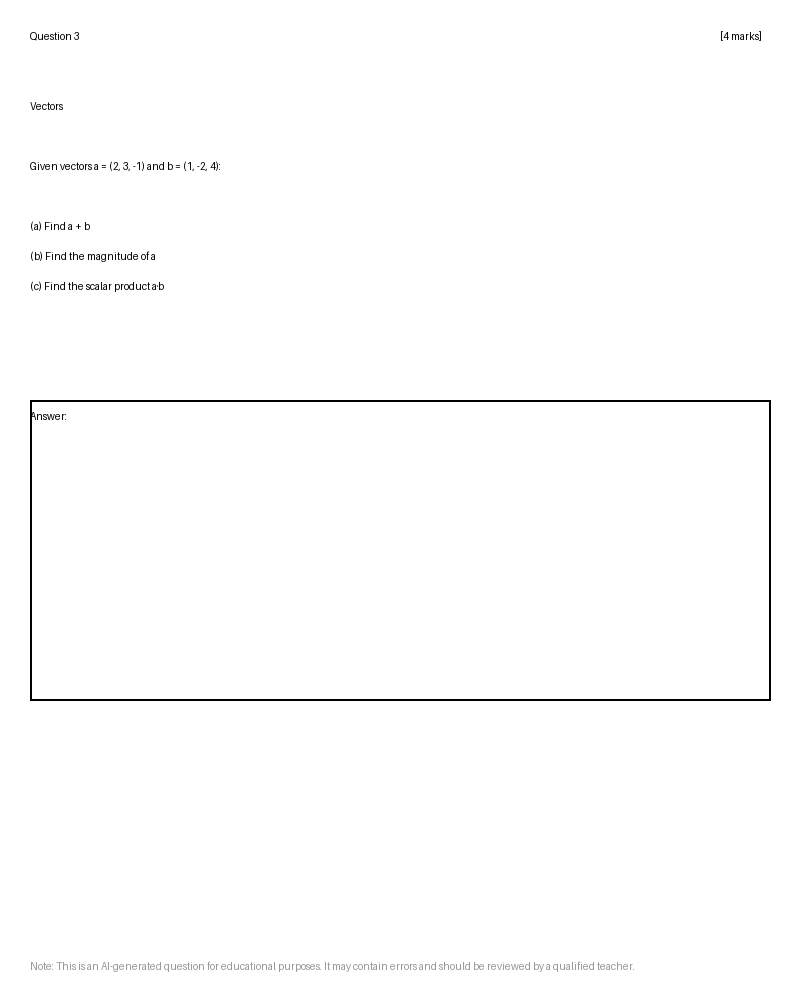 Question 3 [4 marks]
Vectors
Given vectors a = (2, 3, -1) and b = (1, -2, 4):
(a) Find a + b
(b) Find the magnitude of a
(c) Find the scalar product a·b
Answer:
Note: This is an AI-generated question for educational purposes. It may contain errors and should be reviewed by a qualified teacher.